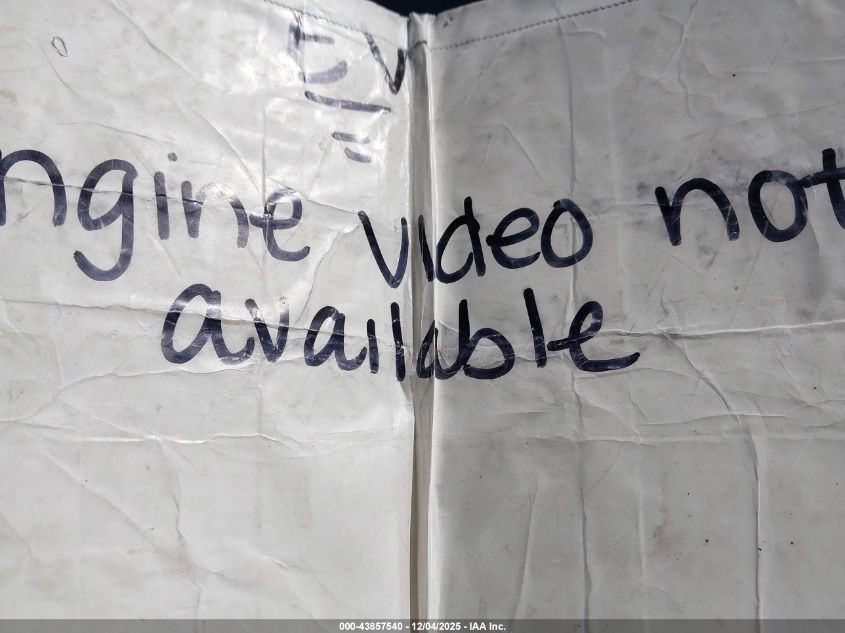 EV
ngine video not
available
000-43857540 - 12/04/2025 - IAA Inc.